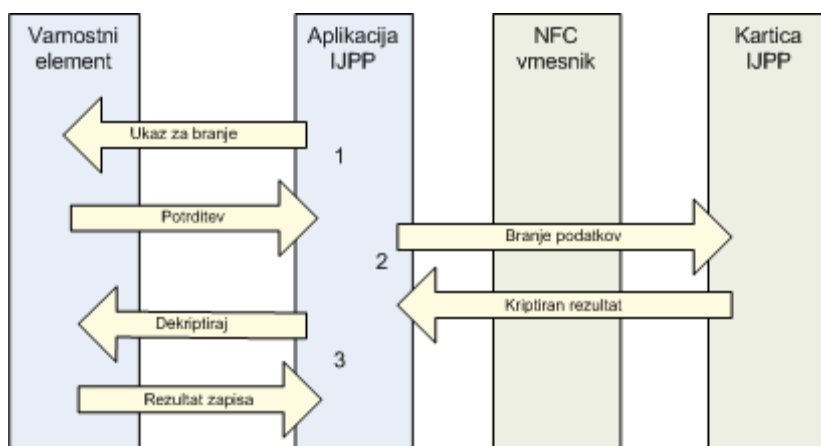 Varnostni
element
Aplikacija
IJPP
NFC
vmesnik
Kartica
IJPP
Ukaz za branje
1
Potrditev
Branje podatkov
2
Kriptiran rezultat
Dekriptiraj
3
Rezultat zapisa